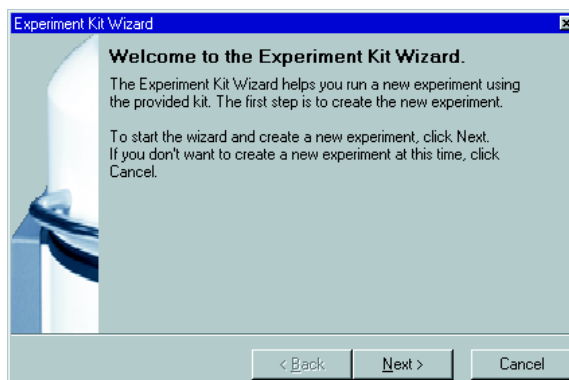 Experiment Kit Wizard
Welcome to the Experiment Kit Wizard.
The Experiment Kit Wizard helps you run a new experiment using
the provided kit. The first step is to create the new experiment.
To start the wizard and create a new experiment, click Next.
If you don't want to create a new experiment at this time, click
Cancel.
< Back
Next >
Cancel